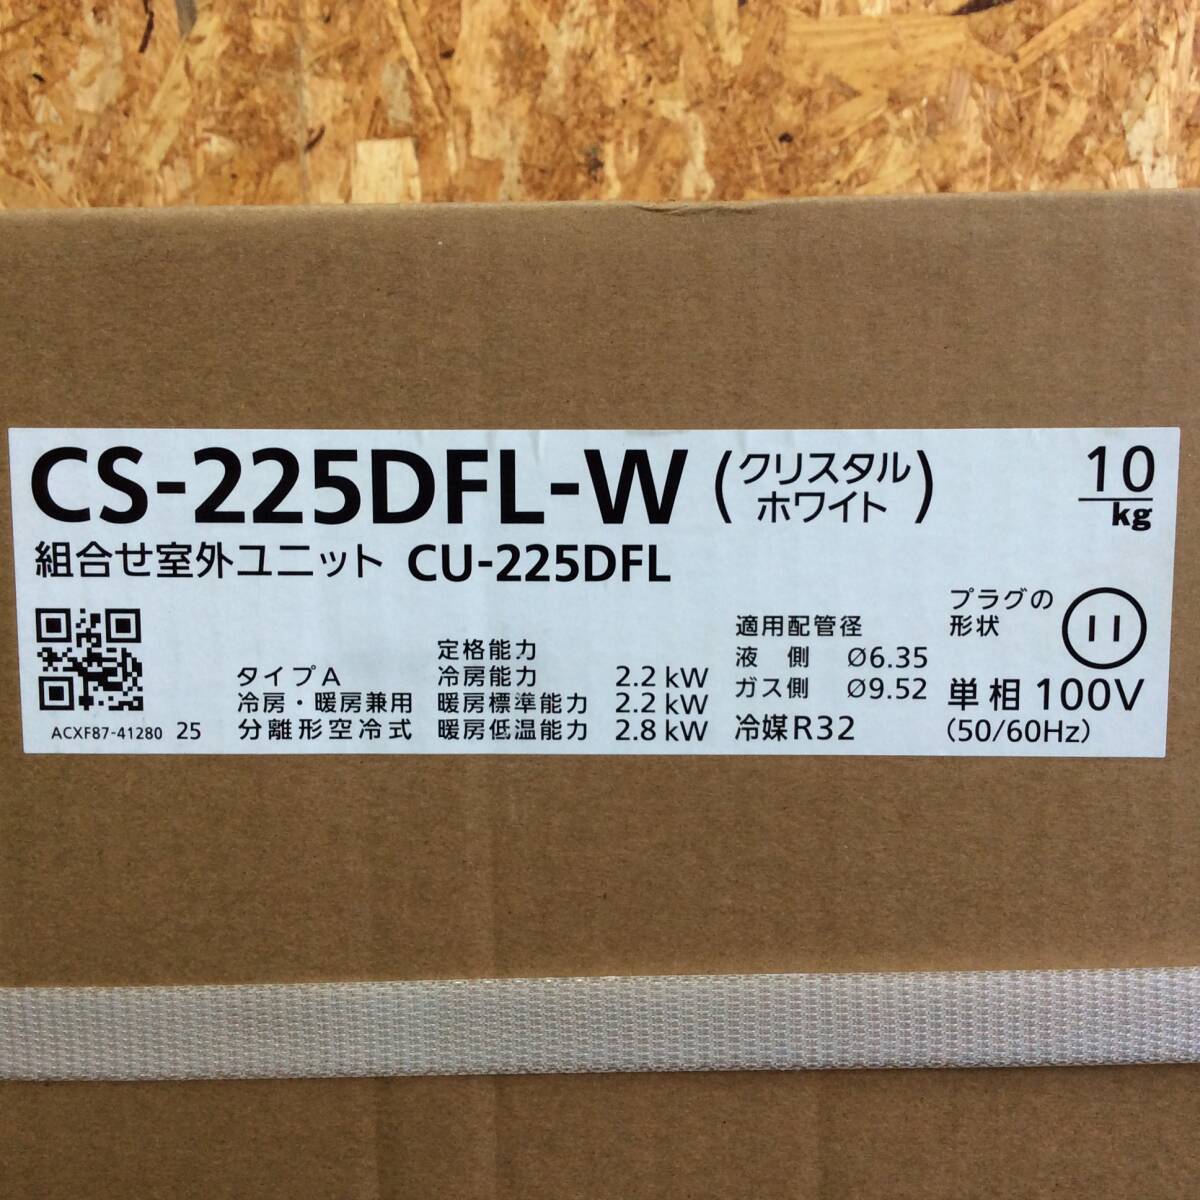 CS-225DFL-W (クリスタル
ホワイト)
10
kg
組合せ室外ユニット CU-225DFL
ACXF87-41280 25
タイプA
冷房・暖房兼用
分離形空冷式
定格能力
冷房能力 2.2 kW
暖房標準能力 2.2 kW
暖房低温能力 2.8 kW
適用配管径
液側 Ø6.35
ガス側 Ø9.52
冷媒R32
プラグの
形状
単相100V
(50/60Hz)